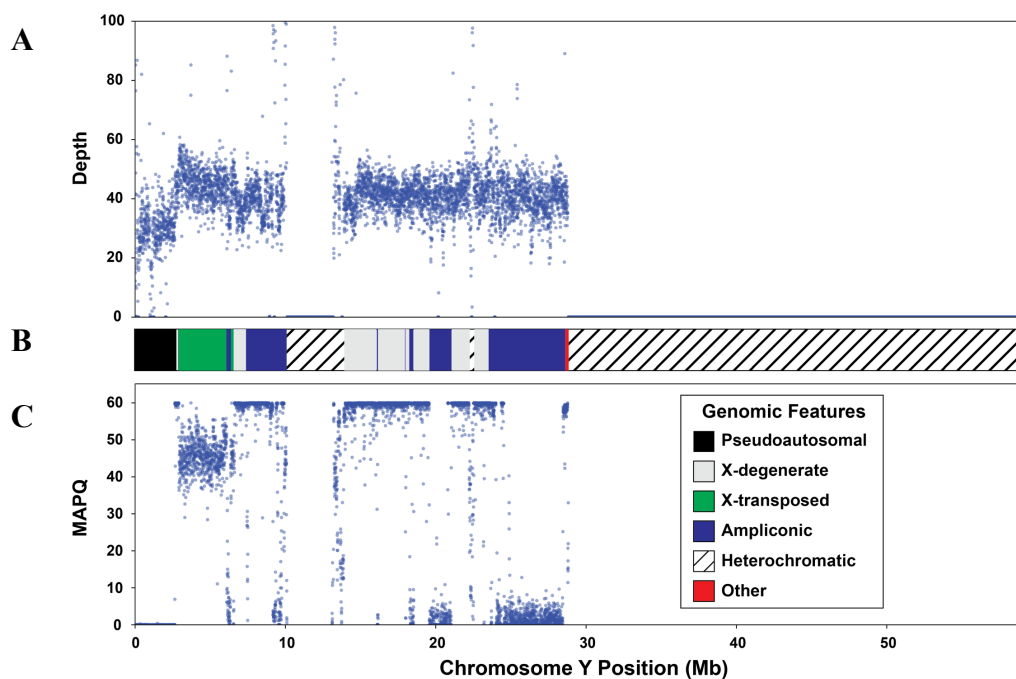 A
100
80
60
40
20
0
Depth
B
C
60
50
40
30
20
10
0
MAPQ
Genomic Features
Pseudoautosomal
X-degenerate
X-transposed
Ampliconic
Heterochromatic
Other
0 10 20 30 40 50
Chromosome Y Position (Mb)